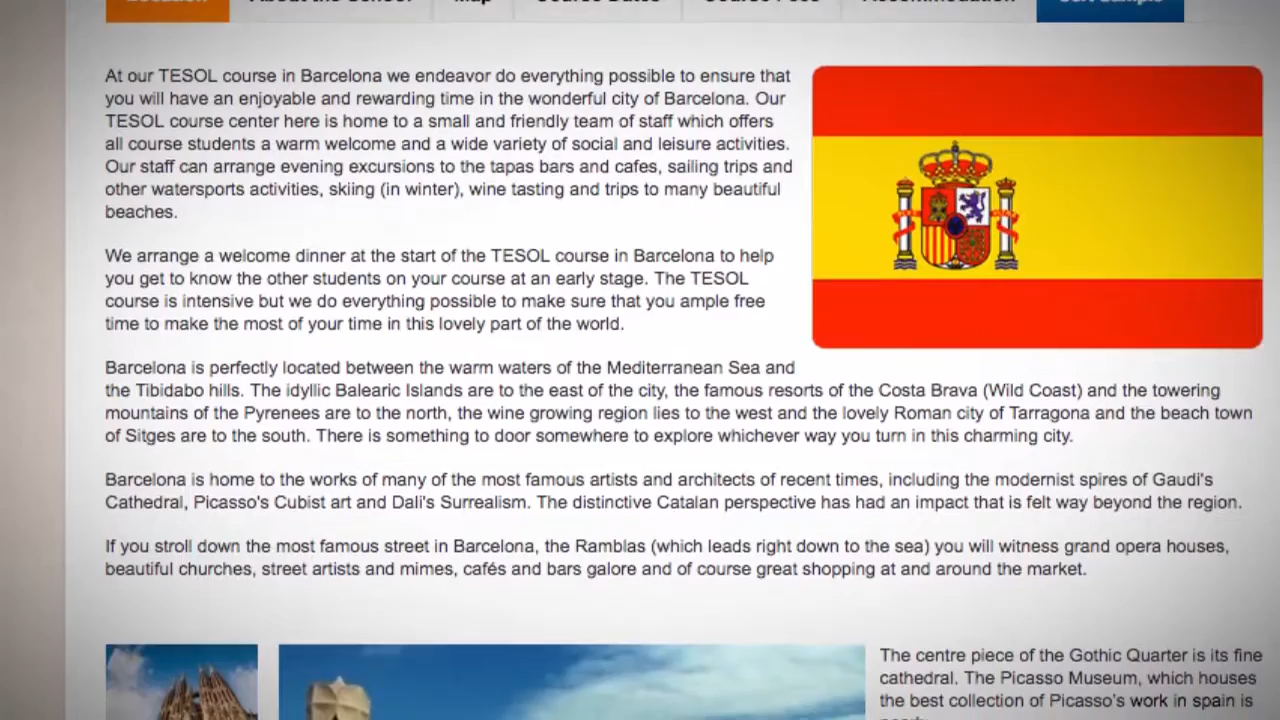 Location About the School Map Course Dates Course Fees Accommodation
At our TESOL course in Barcelona we endeavor do everything possible to ensure that
you will have an enjoyable and rewarding time in the wonderful city of Barcelona. Our
TESOL course center here is home to a small and friendly team of staff which offers
all course students a warm welcome and a wide variety of social and leisure activities.
Our staff can arrange evening excursions to the tapas bars and cafes, sailing trips and
other watersports activities, skiing (in winter), wine tasting and trips to many beautiful
beaches.
We arrange a welcome dinner at the start of the TESOL course in Barcelona to help
you get to know the other students on your course at an early stage. The TESOL
course is intensive but we do everything possible to make sure that you ample free
time to make the most of your time in this lovely part of the world.
Barcelona is perfectly located between the warm waters of the Mediterranean Sea and
the Tibidabo hills. The idyllic Balearic Islands are to the east of the city, the famous resorts of the Costa Brava (Wild Coast) and the towering
mountains of the Pyrenees are to the north, the wine growing region lies to the west and the lovely Roman city of Tarragona and the beach town
of Sitges are to the south. There is something to door somewhere to explore whichever way you turn in this charming city.
Barcelona is home to the works of many of the most famous artists and architects of recent times, including the modernist spires of Gaudi's
Cathedral, Picasso's Cubist art and Dali's Surrealism. The distinctive Catalan perspective has had an impact that is felt way beyond the region.
If you stroll down the most famous street in Barcelona, the Ramblas (which leads right down to the sea) you will witness grand opera houses,
beautiful churches, street artists and mimes, cafés and bars galore and of course great shopping at and around the market.
The centre piece of the Gothic Quarter is its fine
cathedral. The Picasso Museum, which houses
the best collection of Picasso's work in spain is